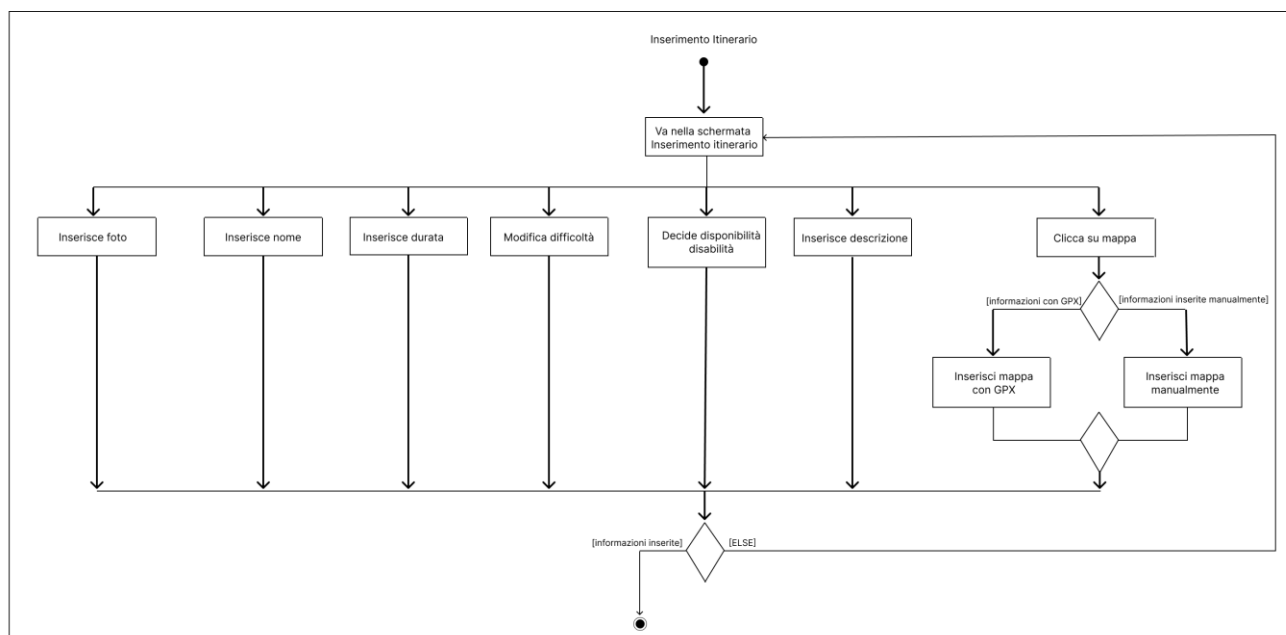 Inserimento Itinerario
Va nella schermata
Inserimento itinerario
Inserisce foto
Inserisce nome
Inserisce durata
Modifica difficoltà
Decide disponibilità
disabilità
Inserisce descrizione
Clicca su mappa
[informazioni con GPX]
[informazioni inserite manualmente]
Inserisci mappa
con GPX
Inserisci mappa
manualmente
[informazioni inserite]
[ELSE]